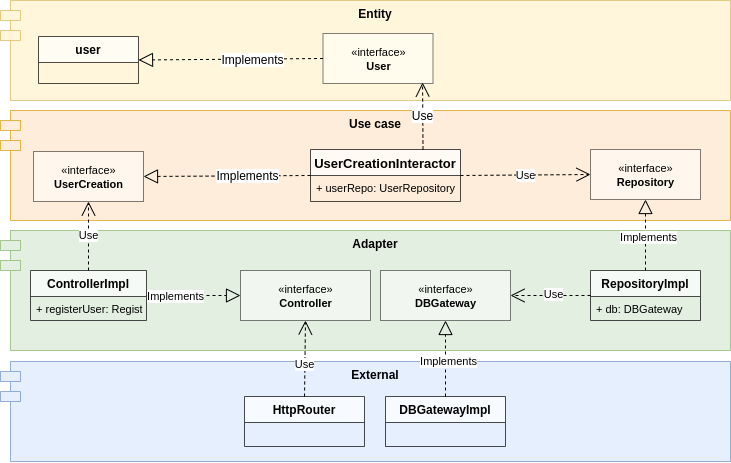 Entity
user
Implements
«interface»
User
Use
Use case
«interface»
UserCreation
Implements
UserCreationInteractor
+ userRepo: UserRepository
Use
«interface»
Repository
Use
Implements
Adapter
ControllerImpl
+ registerUser: Regist
Implements
«interface»
Controller
«interface»
DBGateway
Use
RepositoryImpl
+ db: DBGateway
Use
Implements
External
HttpRouter
DBGatewayImpl